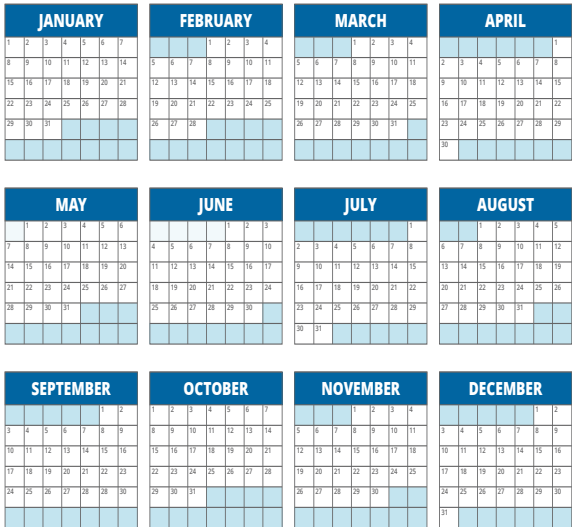 JANUARY FEBRUARY MARCH APRIL
1 2 3 4 5 6 7 1 2 3 4 1 2 3 4 1
8 9 10 11 12 13 14 5 6 7 8 9 10 11 5 6 7 8 9 10 11 2 3 4 5 6 7 8
15 16 17 18 19 20 21 12 13 14 15 16 17 18 12 13 14 15 16 17 18 9 10 11 12 13 14 15
22 23 24 25 26 27 28 19 20 21 22 23 24 25 19 20 21 22 23 24 25 16 17 18 19 20 21 22
29 30 31 26 27 28 26 27 28 29 30 31 23 24 25 26 27 28 29
30
MAY JUNE JULY AUGUST
1 2 3 4 5 6 1 2 3 1 1 2 3 4 5
7 8 9 10 11 12 13 4 5 6 7 8 9 10 2 3 4 5 6 7 8 6 7 8 9 10 11 12
14 15 16 17 18 19 20 11 12 13 14 15 16 17 9 10 11 12 13 14 15 13 14 15 16 17 18 19
21 22 23 24 25 26 27 18 19 20 21 22 23 24 16 17 18 19 20 21 22 20 21 22 23 24 25 26
28 29 30 31 25 26 27 28 29 30 23 24 25 26 27 28 29 27 28 29 30 31
30 31
SEPTEMBER OCTOBER NOVEMBER DECEMBER
1 2 1 2 3 4 5 6 7 1 2 3 4 1 2
3 4 5 6 7 8 9 8 9 10 11 12 13 14 5 6 7 8 9 10 11 3 4 5 6 7 8 9
10 11 12 13 14 15 16 15 16 17 18 19 20 21 12 13 14 15 16 17 18 10 11 12 13 14 15 16
17 18 19 20 21 22 23 22 23 24 25 26 27 28 19 20 21 22 23 24 25 17 18 19 20 21 22 23
24 25 26 27 28 29 30 29 30 31 26 27 28 29 30 24 25 26 27 28 29 30
31